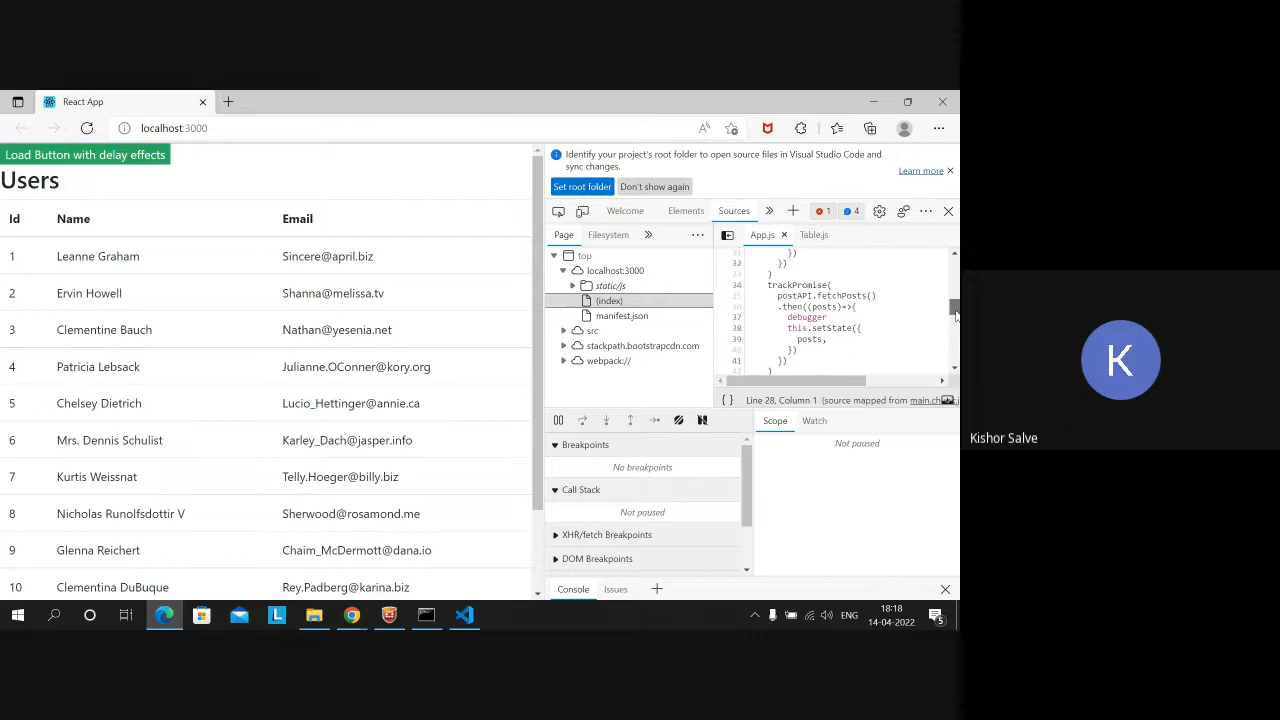 React App
localhost:3000
Load Button with delay effects
Users
Id Name Email
1 Leanne Graham Sincere@april.biz
2 Ervin Howell Shanna@melissa.tv
3 Clementine Bauch Nathan@yesenia.net
4 Patricia Lebsack Julianne.OConner@kory.org
5 Chelsey Dietrich Lucio_Hettinger@annie.ca
6 Mrs. Dennis Schulist Karley_Dach@jasper.info
7 Kurtis Weissnat Telly.Hoeger@billy.biz
8 Nicholas Runolfsdottir V Sherwood@rosamond.me
9 Glenna Reichert Chaim_McDermott@dana.io
10 Clementina DuBuque Rey.Padberg@karina.biz
Identify your project's root folder to open source files in Visual Studio Code and
sync changes.
Learn more
Set root folder Don't show again
Welcome Elements Sources 1 4
Page Filesystem
App.js Table.js
top
localhost:3000
static/js
(index)
manifest.json
src
stackpath.bootstrapcdn.com
webpack://
31 })
32 })
33 )
34 trackPromise(
35 postAPI.fetchPosts()
36 .then((posts)=>{
37 debugger
38 this.setState({
39 posts,
40 })
41 })
42 )
{ } Line 28, Column 1 (source mapped from
Breakpoints
No breakpoints
Call Stack
Not paused
XHR/fetch Breakpoints
DOM Breakpoints
Scope Watch
Not paused
Console Issues
ENG
18:18
14-04-2022
5
K
Kishor Salve